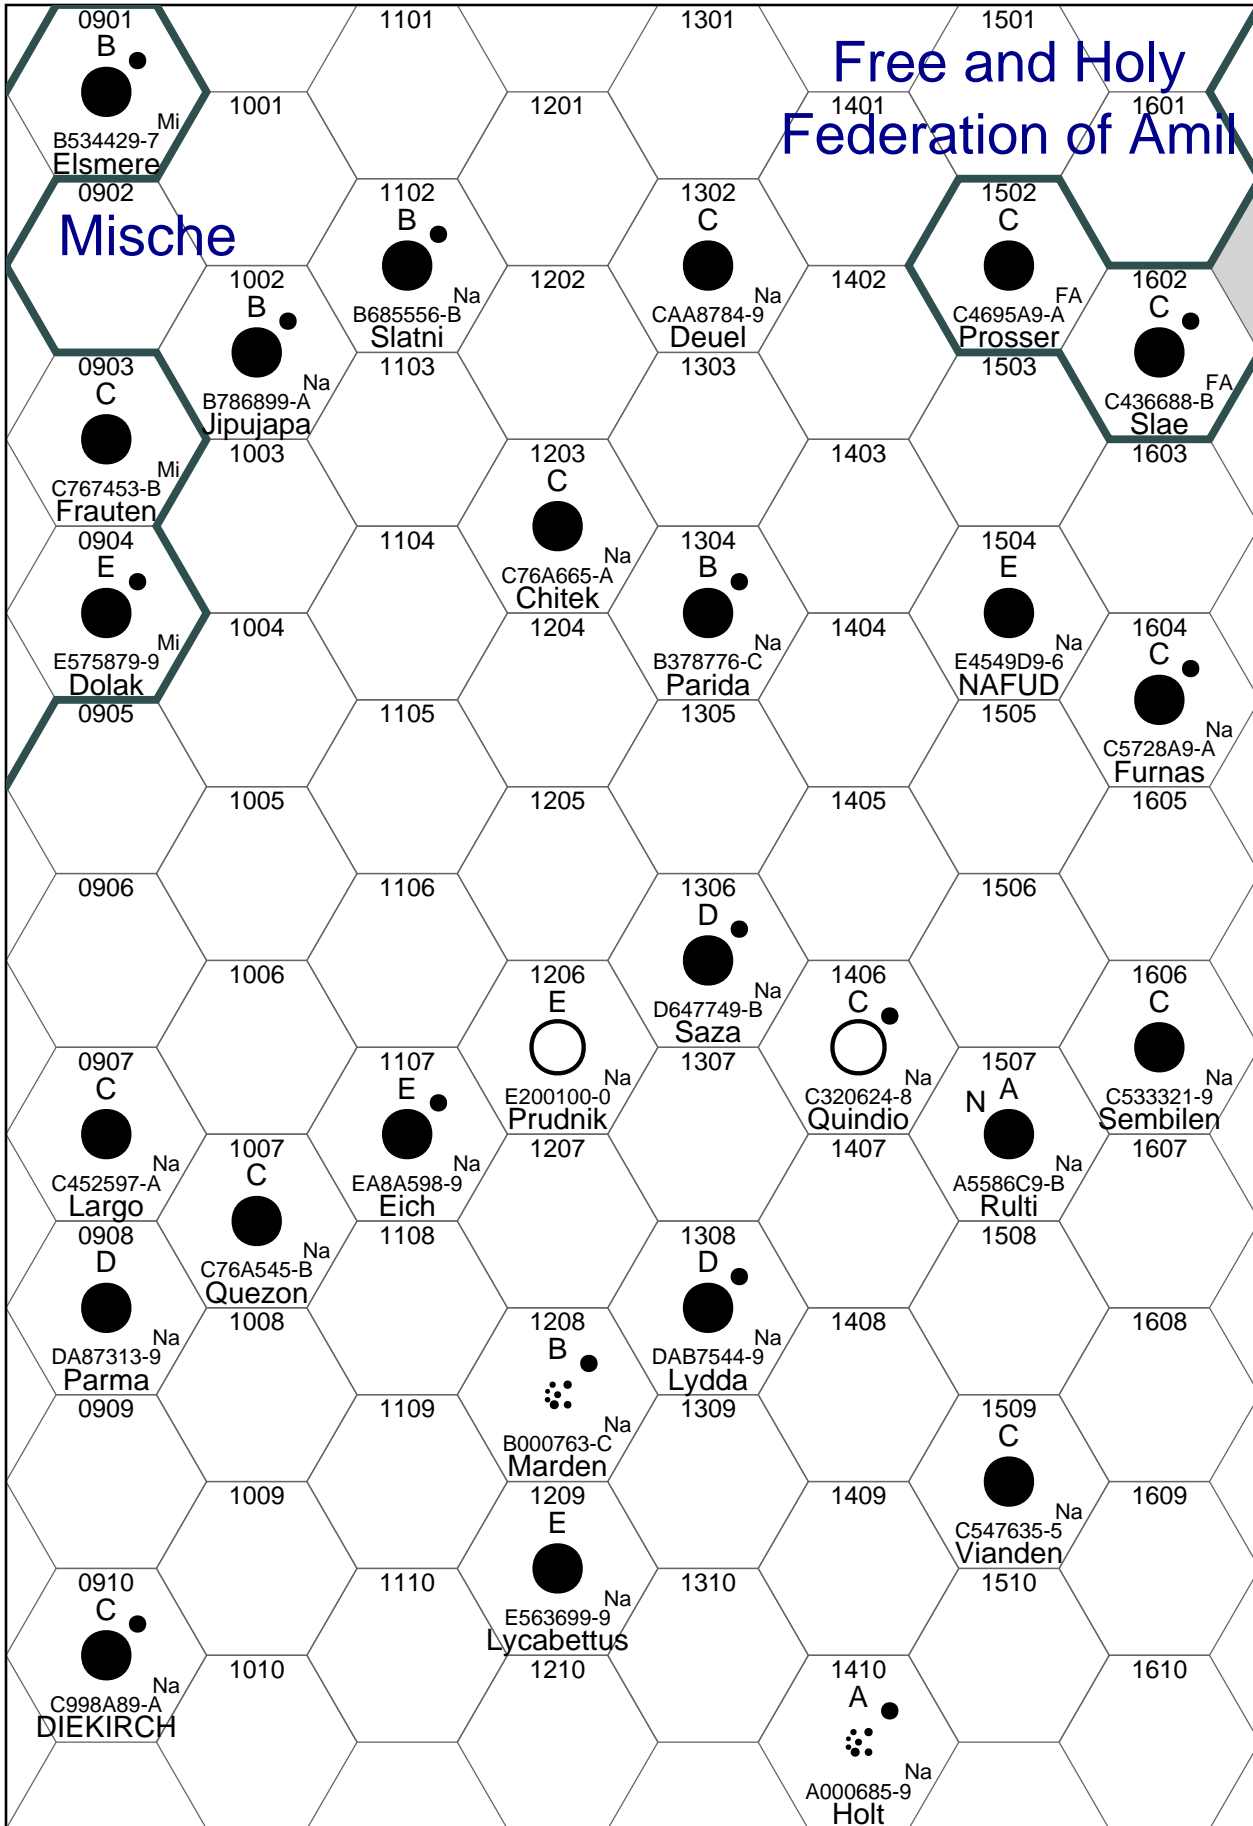 0901
1101
1301
1501
B
Free and Holy
1001
1201
1401
1601
Federation of Amil
Mi
B534429-7
Elsmere
0902
1102
1302
1502
Mische
B
C
C
1002
1202
1402
1602
B
Na
B685556-B
Slatni
Na
CAA8784-9
Deuel
FA
C4695A9-A
Prosser
C
0903
1103
1303
1503
C
Na
B786899-A
Jipujapa
FA
C436688-B
Slae
1003
1203
1403
1603
Mi
C767453-B
Frauten
C
0904
1104
1304
1504
E
B
E
Na
C76A665-A
Chitek
1004
1204
1404
1604
Mi
E575879-9
Dolak
Na
B378776-C
Parida
Na
E4549D9-6
NAFUD
C
0905
1105
1305
1505
Na
C5728A9-A
Furnas
1005
1205
1405
1605
0906
1106
1306
1506
D
1006
1206
1406
1606
E
Na
D647749-B
Saza
C
C
0907
1107
1307
1507
C
E
Na
E200100-0
Prudnik
Na
C320624-8
Quindio
N
A
Na
C533321-9
Sembilen
1007
1207
1407
1607
Na
C452597-A
Largo
C
Na
EA8A598-9
Eich
Na
A5586C9-B
Rulti
0908
1108
1308
1508
D
Na
C76A545-B
Quezon
D
1008
1208
1408
1608
Na
DA87313-9
Parma
B
Na
DAB7544-9
Lydda
0909
1109
1309
1509
Na
B000763-C
Marden
C
1009
1209
1409
1609
E
Na
C547635-5
Vianden
0910
1110
1310
1510
C
Na
E563699-9
Lycabettus
1010
1210
1410
1610
Na
C998A89-A
DIEKIRCH
A
Na
A000685-9
Holt